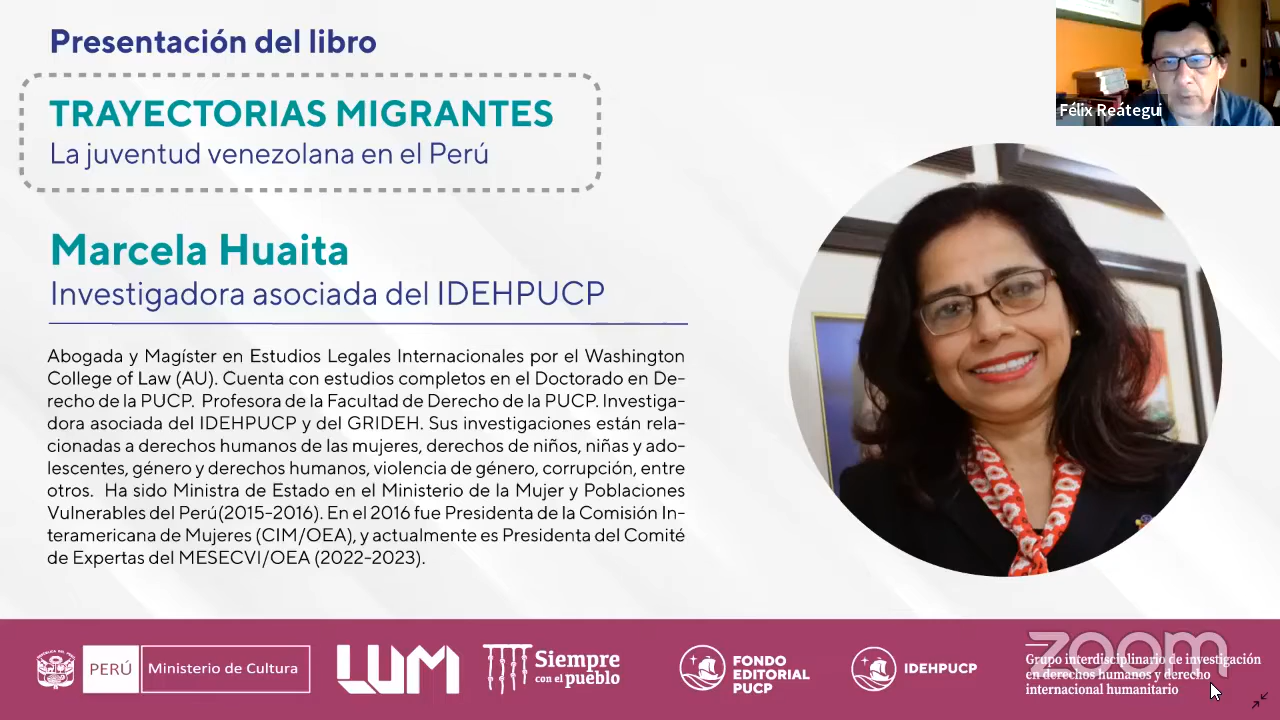 Presentación del libro
TRAYECTORIAS MIGRANTES
La juventud venezolana en el Perú
Félix Reátegui
Marcela Huaita
Investigadora asociada del IDEHPUCP
Abogada y Magíster en Estudios Legales Internacionales por el Washington
College of Law (AU). Cuenta con estudios completos en el Doctorado en De-
recho de la PUCP. Profesora de la Facultad de Derecho de la PUCP. Investiga-
dora asociada del IDEHPUCP y del GRIDEH. Sus investigaciones están rela-
cionadas a derechos humanos de las mujeres, derechos de niños, niñas y ado-
lescentes, género y derechos humanos, violencia de género, corrupción, entre
otros. Ha sido Ministra de Estado en el Ministerio de la Mujer y Poblaciones
Vulnerables del Perú(2015-2016). En el 2016 fue Presidenta de la Comisión In-
teramericana de Mujeres (CIM/OEA), y actualmente es Presidenta del Comité
de Expertas del MESECVI/OEA (2022-2023).
PERÚ
Ministerio de Cultura
LUM
Siempre
con el pueblo
FONDO
EDITORIAL
PUCP
IDEHPUCP
zoom
Grupo interdisciplinario de investigación
en derechos humanos y derecho
internacional humanitario